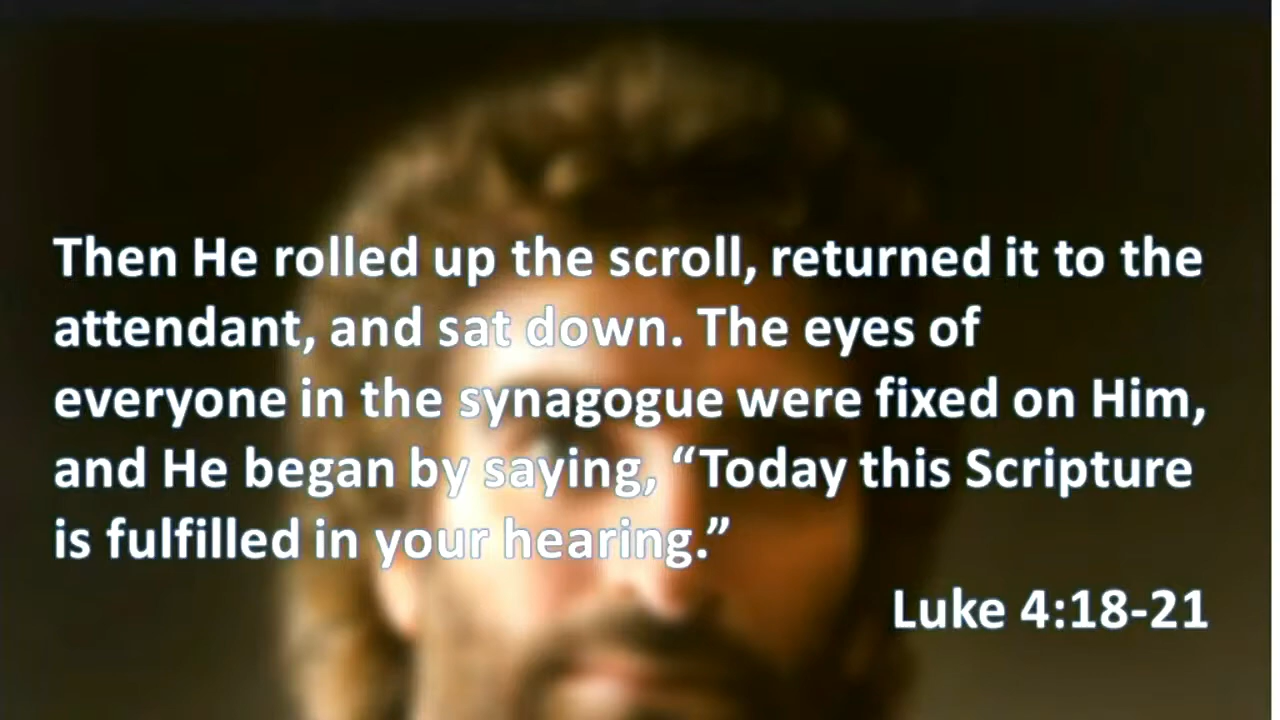 Then He rolled up the scroll, returned it to the
attendant, and sat down. The eyes of
everyone in the synagogue were fixed on Him,
and He began by saying, “Today this Scripture
is fulfilled in your hearing.”
Luke 4:18-21